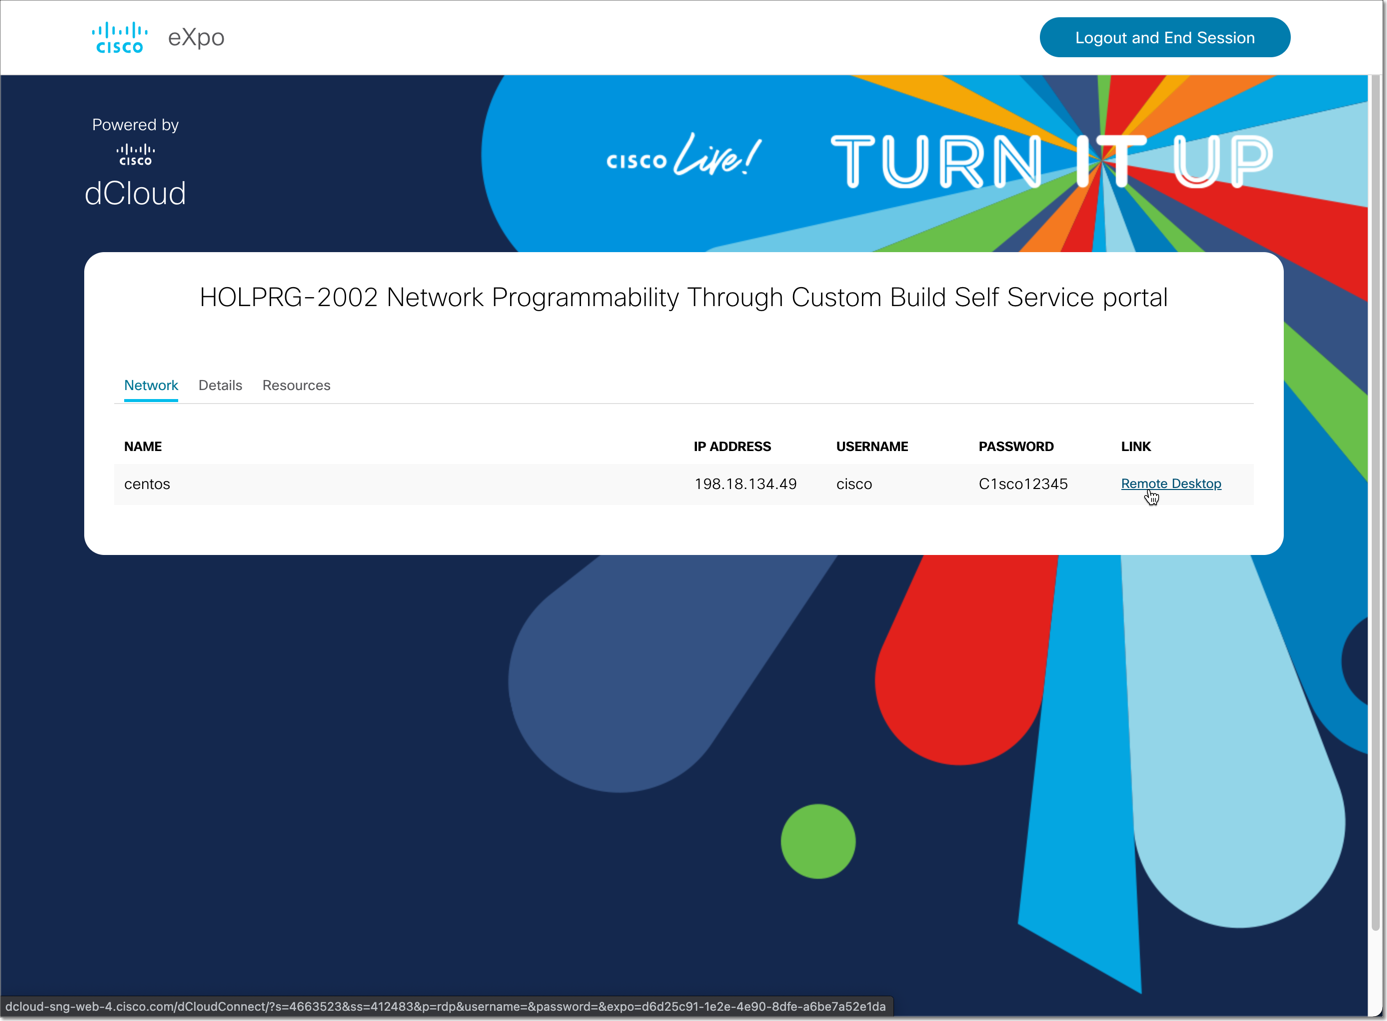 CISCO eXpo
Logout and End Session
Powered by
CISCO
dCloud
CISCO Live! TURN IT UP
HOLPRG-2002 Network Programmability Through Custom Build Self Service portal
Network Details Resources
NAME IP ADDRESS USERNAME PASSWORD LINK
centos 198.18.134.49 cisco C1sco12345 Remote Desktop
dcloud-sng-web-4.cisco.com/dCloudConnect/?s=4663523&ss=412483&p=rdp&username=&password=&expo=d6d25c91-1e2e-4e90-8dfe-a6be7a52e1da